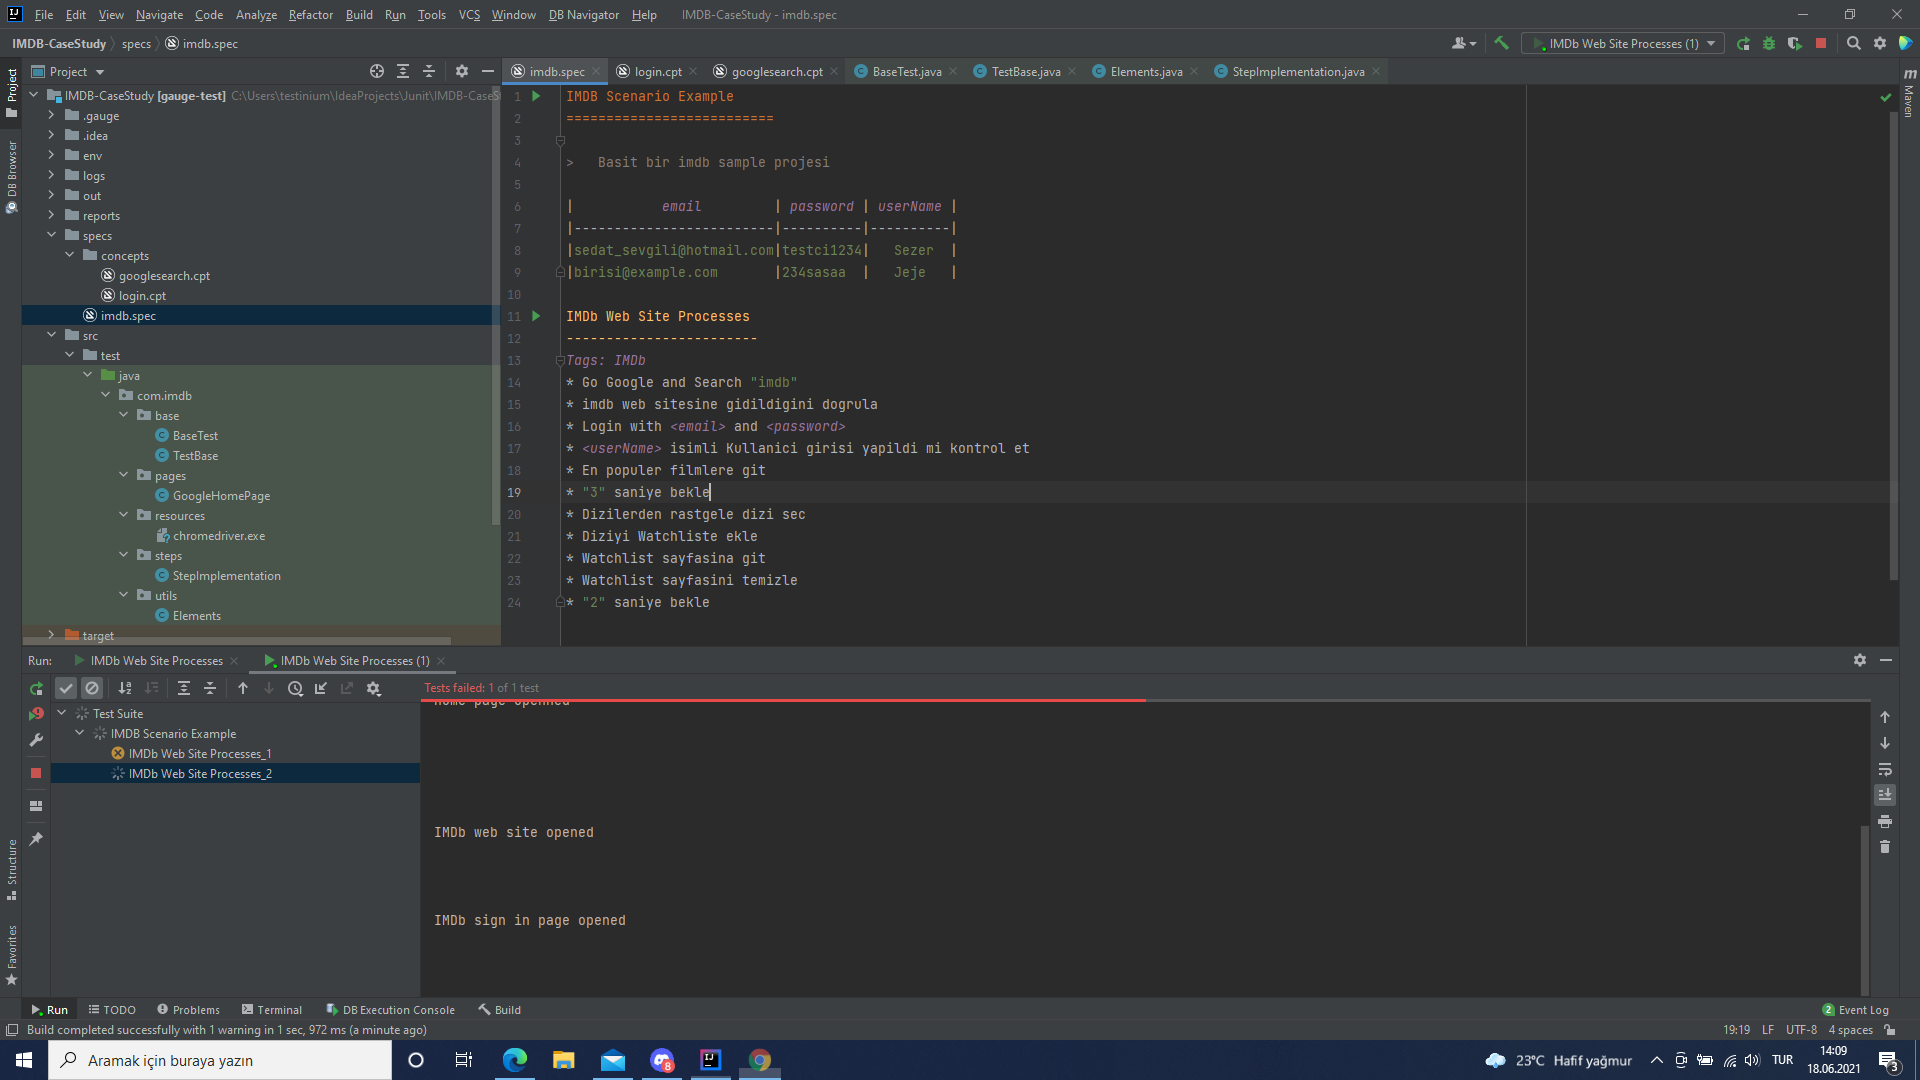 File Edit View Navigate Code Analyze Refactor Build Run Tools VCS Window DB Navigator Help IMDB-CaseStudy - imdb.spec
IMDB-CaseStudy specs imdb.spec IMDb Web Site Processes (1)
Project
imdb.spec login.cpt googlesearch.cpt BaseTest.java TestBase.java Elements.java StepImplementation.java
Project
DB Browser
Structure
Favorites
Maven
IMDB-CaseStudy [gauge-test] C:\Users\testinium\IdeaProjects\Junit\IMDB-CaseS
.gauge
.idea
env
logs
out
reports
specs
concepts
googlesearch.cpt
login.cpt
imdb.spec
src
test
java
com.imdb
base
BaseTest
TestBase
pages
GoogleHomePage
resources
chromedriver.exe
steps
StepImplementation
utils
Elements
target
1 IMDB Scenario Example
2 ==========================
3
4 > Basit bir imdb sample projesi
5
6 | email | password | userName |
7 |-------------------------|----------|----------|
8 |sedat_sevgili@hotmail.com|testci1234| Sezer |
9 |birisi@example.com |234sasaa | Jeje |
10
11 IMDb Web Site Processes
12 ------------------------
13 Tags: IMDb
14 * Go Google and Search "imdb"
15 * imdb web sitesine gidildigini dogrula
16 * Login with <email> and <password>
17 * <userName> isimli Kullanici girisi yapildi mi kontrol et
18 * En populer filmlere git
19 * "3" saniye bekle
20 * Dizilerden rastgele dizi sec
21 * Diziyi Watchliste ekle
22 * Watchlist sayfasina git
23 * Watchlist sayfasini temizle
24 * "2" saniye bekle
Run: IMDb Web Site Processes IMDb Web Site Processes (1)
Tests failed: 1 of 1 test
Test Suite
IMDB Scenario Example
IMDb Web Site Processes_1
IMDb Web Site Processes_2
Home page openned
IMDb web site opened
IMDb sign in page opened
Run TODO Problems Terminal DB Execution Console Build 2 Event Log
Build completed successfully with 1 warning in 1 sec, 972 ms (a minute ago) 19:19 LF UTF-8 4 spaces
Aramak için buraya yazın 8 23°C Hafif yağmur TUR 14:09
18.06.2021 3